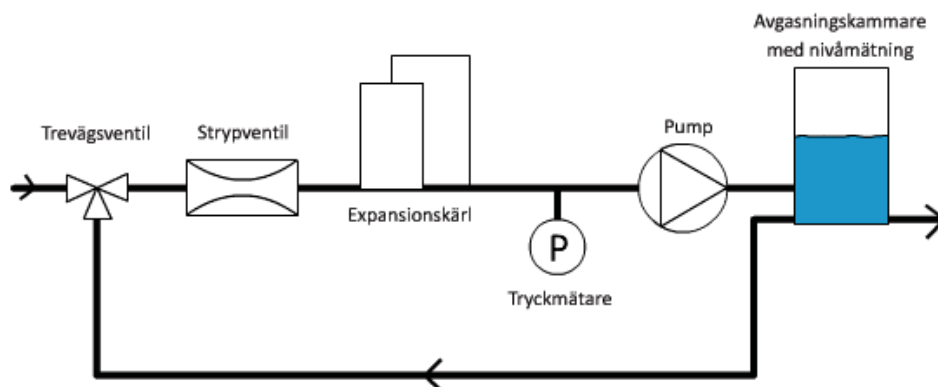 Avgasningskammare
med nivåmätning
Trevägsventil
Strypventil
Pump
Expansionskärl
P
Tryckmätare